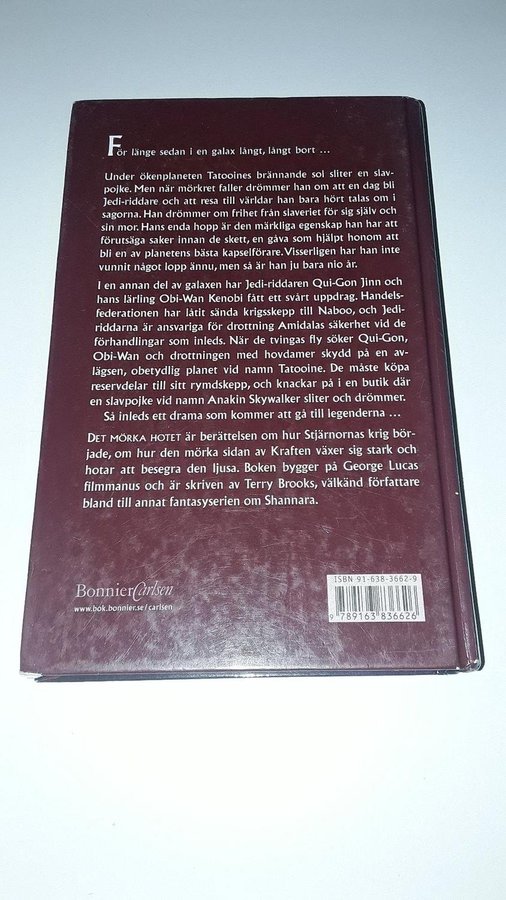 För länge sedan i en galax långt, långt bort ...
Under ökenplaneten Tatooines brännande sol sliter en slav-
pojke. Men när mörkret faller drömmer han om att en dag bli
Jedi-riddare och att resa till världar han bara hört talas om i
sagorna. Han drömmer om frihet från slaveriet för sig själv och
sin mor. Hans enda hopp är den märkliga egenskap han har att
förutsäga saker innan de skett, en gåva som hjälpt honom att
bli en av planetens bästa kapselförare. Visserligen har han inte
vunnit något lopp ännu, men så är han ju bara nio år.
I en annan del av galaxen har Jedi-riddaren Qui-Gon Jinn och
hans lärling Obi-Wan Kenobi fått ett svårt uppdrag. Handels-
federationen har låtit sända krigsskepp till Naboo, och Jedi-
riddarna är ansvariga för drottning Amidalas säkerhet vid de
förhandlingar som inleds. När de tvingas fly söker Qui-Gon,
Obi-Wan och drottningen med hovdamer skydd på en av-
lägsen, obetydlig planet vid namn Tatooine. De måste köpa
reservdelar till sitt rymdskepp, och knackar på i en butik där
en slavpojke vid namn Anakin Skywalker sliter och drömmer.
Så inleds ett drama som kommer att gå till legenderna ...
DET MÖRKA HOTET är berättelsen om hur Stjärnornas krig bör-
jade, om hur den mörka sidan av Kraften växer sig stark och
hotar att besegra den ljusa. Boken bygger på George Lucas
filmmanus och är skriven av Terry Brooks, välkänd författare
bland till annat fantasyserien om Shannara.
ISBN 91-638-3662-9
BonnierCarlsen
www.bok.bonnier.se/carlsen
9 789163 836626